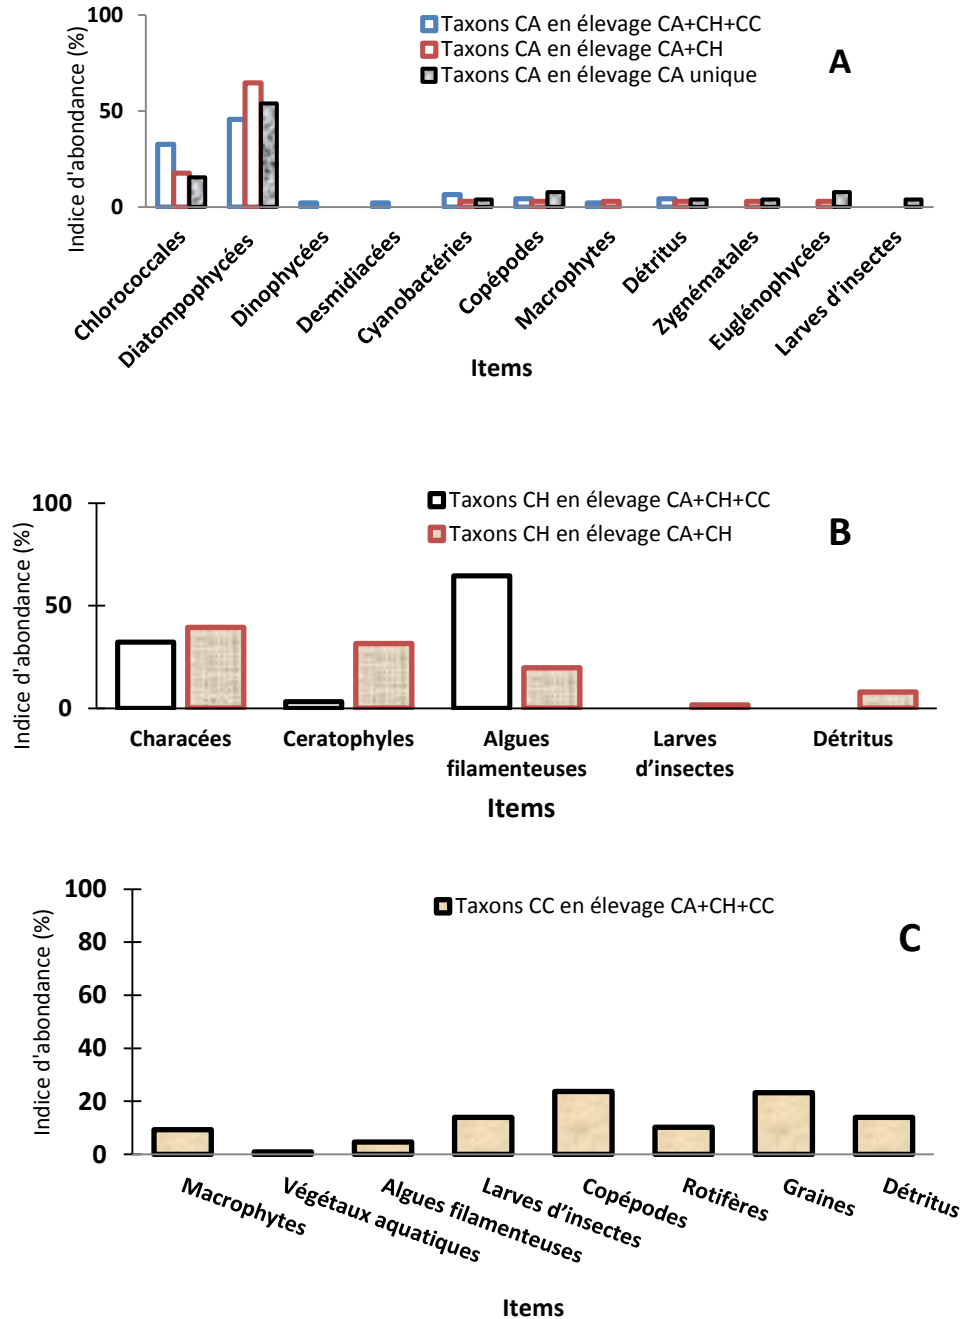 Taxons CA en élevage CA+CH+CC
Taxons CA en élevage CA+CH
Taxons CA en élevage CA unique
A
Indice d'abondance (%)
100
50
0
Chlorococcales
Diatompophycées
Dinophycées
Desmidiacées
Cyanobactéries
Copépodes
Macrophytes
Détritus
Zygnématales
Euglénophycées
Larves d’insectes
Items
Taxons CH en élevage CA+CH+CC
Taxons CH en élevage CA+CH
B
Indice d'abondance (%)
100
50
0
Characées
Ceratophyles
Algues
filamenteuses
Larves
d’insectes
Détritus
Items
Taxons CC en élevage CA+CH+CC
C
Indice d'abondance (%)
100
80
60
40
20
0
Macrophytes
Végétaux aquatiques
Algues filamenteuses
Larves d’insectes
Copépodes
Rotifères
Graines
Détritus
Items